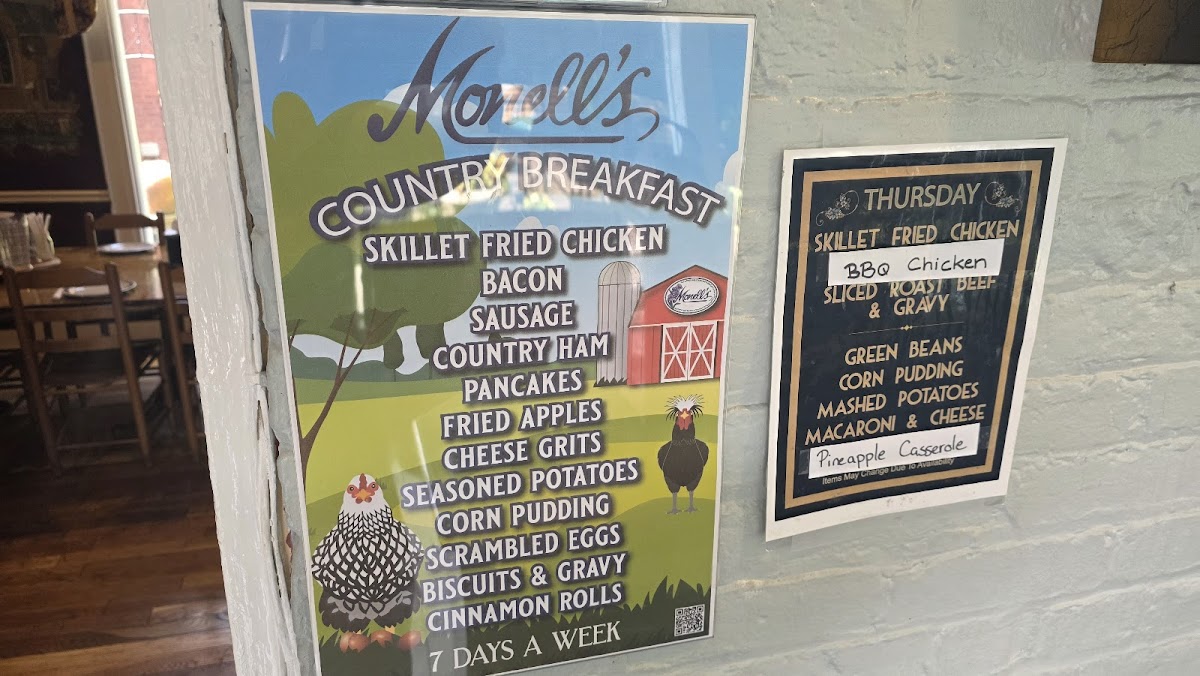 Monell's
COUNTRY BREAKFAST
SKILLET FRIED CHICKEN
BACON
SAUSAGE
COUNTRY HAM
PANCAKES
FRIED APPLES
CHEESE GRITS
SEASONED POTATOES
CORN PUDDING
SCRAMBLED EGGS
BISCUITS & GRAVY
CINNAMON ROLLS
7 DAYS A WEEK
Monell's
THURSDAY
SKILLET FRIED CHICKEN
BBQ Chicken
SLICED ROAST BEEF
& GRAVY
GREEN BEANS
CORN PUDDING
MASHED POTATOES
MACARONI & CHEESE
Pineapple Casserole
Items May Change Due To Availability